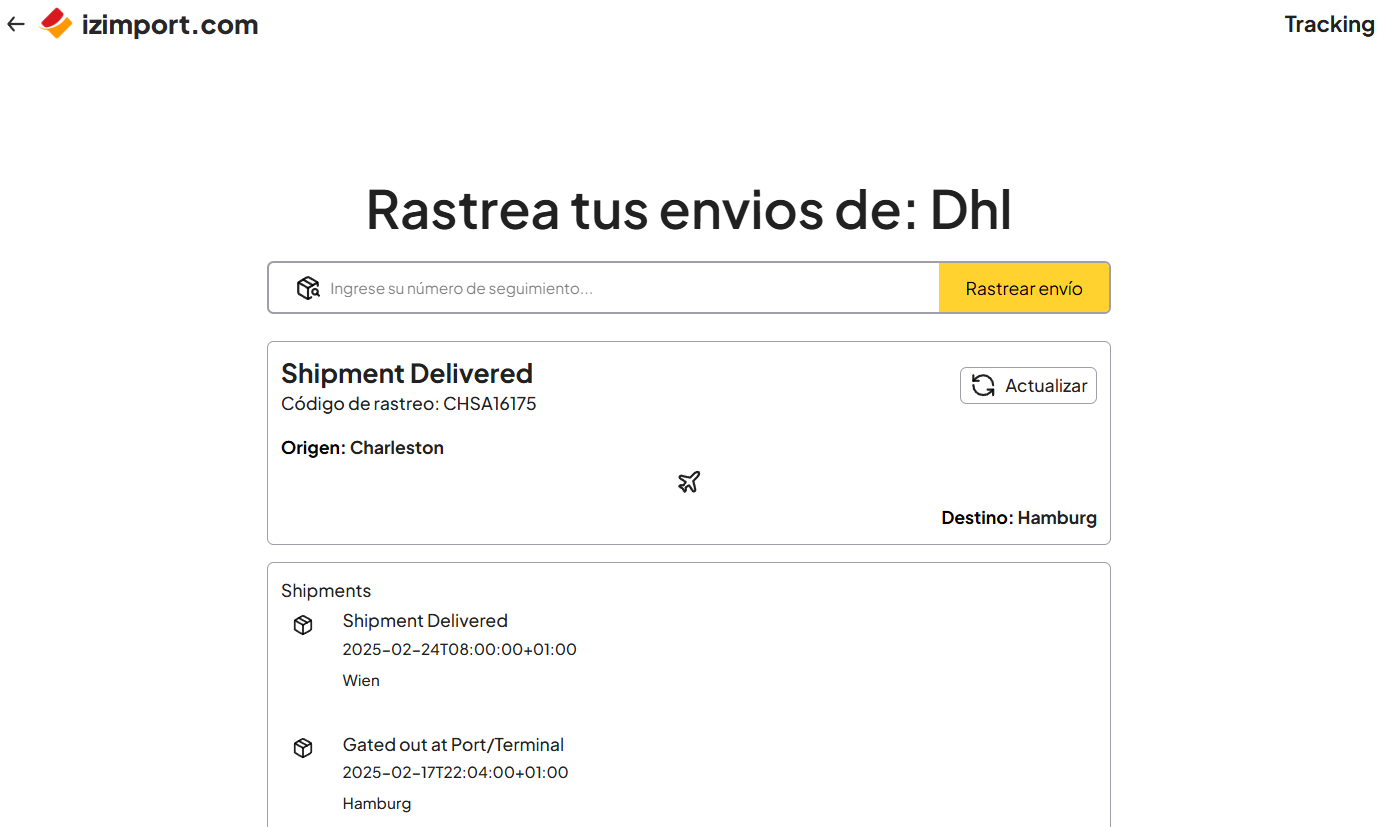 izimport.com
Tracking
Rastrea tus envios de: Dhl
Ingrese su número de seguimiento...
Rastrear envío
Shipment Delivered
Código de rastreo: CHSA16175
Actualizar
Origen: Charleston
Destino: Hamburg
Shipments
Shipment Delivered
2025-02-24T08:00:00+01:00
Wien
Gated out at Port/Terminal
2025-02-17T22:04:00+01:00
Hamburg